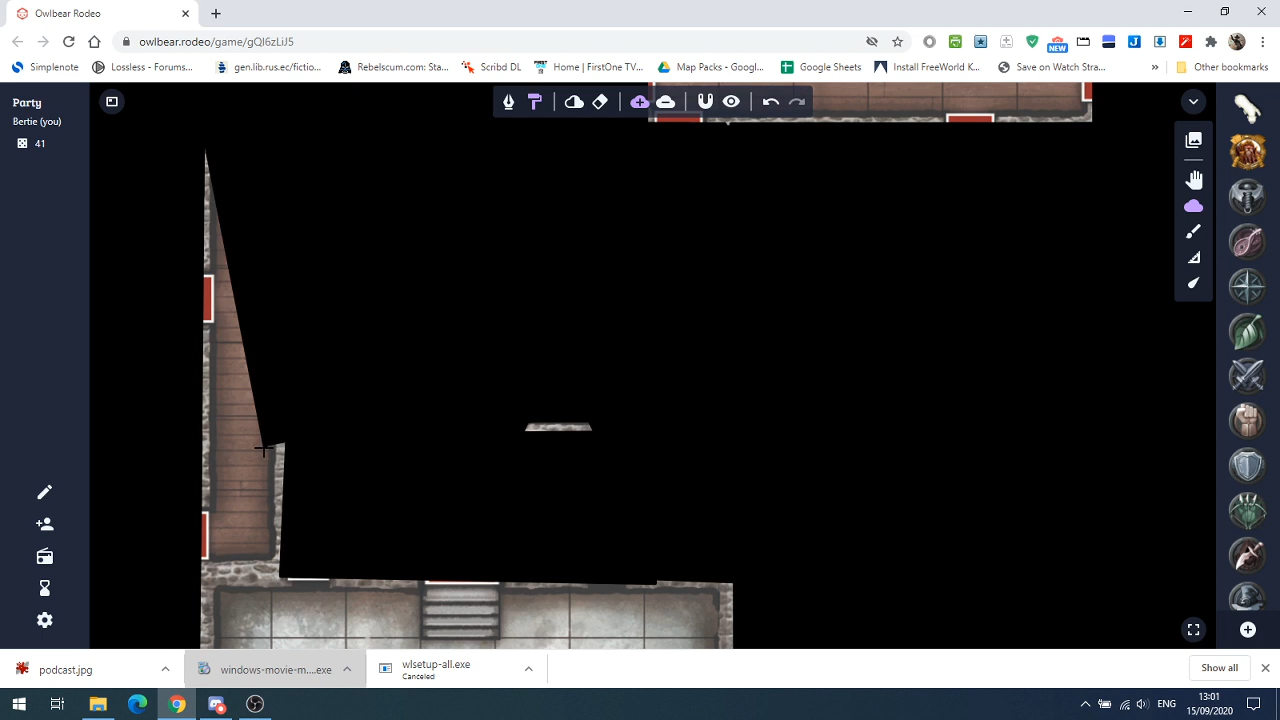 Owlbear Rodeo
owlbear.rodeo/game/gQl6zLiJ5
NEW
Simplenote
Lossless - Forums...
gen.lib.rus.ec/fictio...
Rebelscum.com: Sta...
Scribd DL
Home | FirstOne TV...
Map Packs - Googl...
Google Sheets
Install FreeWorld K...
Save on Watch Stra...
»
Other bookmarks
Party
Bertie (you)
41
podcast.jpg
windows-movie-m....exe
wlsetup-all.exe
Canceled
Show all
ENG
13:01
15/09/2020